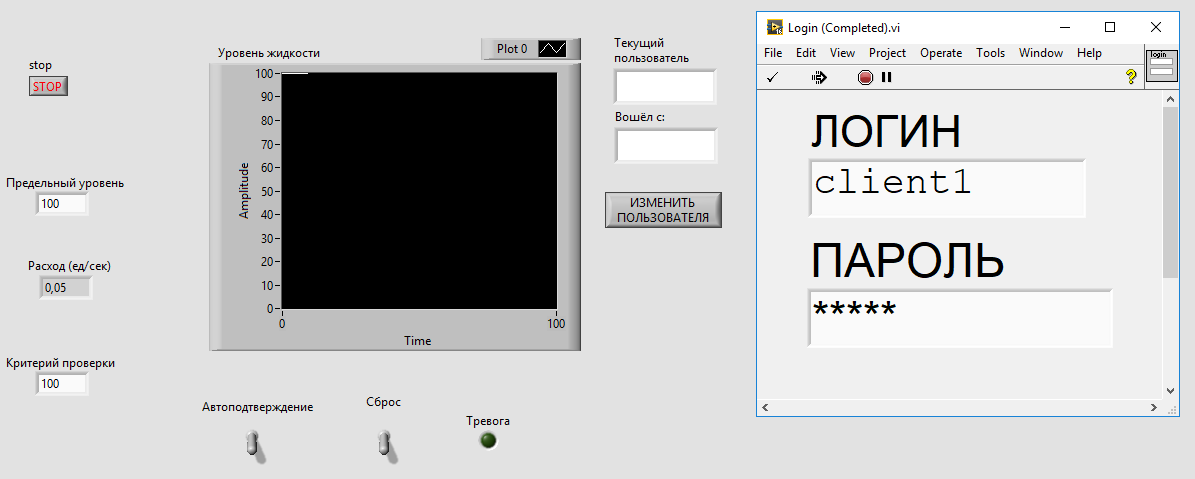 stop
STOP
Предельный уровень
100
Расход (ед/сек)
0,05
Критерий проверки
100
Уровень жидкости
Plot 0
100
90
80
70
60
50
40
30
20
10
0
Amplitude
0
100
Time
Автоподтверждение
Сброс
Тревога
Текущий
пользователь
Вошёл с:
ИЗМЕНИТЬ
ПОЛЬЗОВАТЕЛЯ
Login (Completed).vi
File Edit View Project Operate Tools Window Help
?
login
ЛОГИН
client1
ПАРОЛЬ
*****